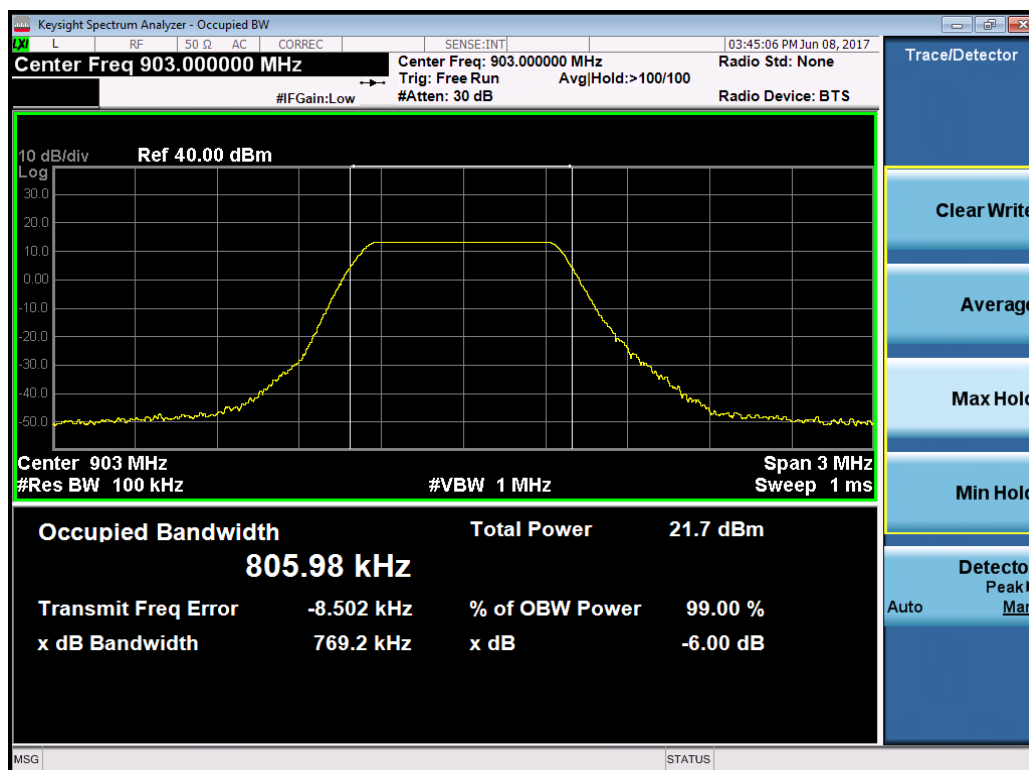 Keysight Spectrum Analyzer - Occupied BW
LXI L RF 50 Ω AC CORREC SENSE:INT 03:45:06 PM Jun 08, 2017
Center Freq 903.000000 MHz
Center Freq: 903.000000 MHz Radio Std: None
Trig: Free Run Avg|Hold:>100/100
#IFGain:Low #Atten: 30 dB Radio Device: BTS
Trace/Detector
10 dB/div Ref 40.00 dBm
Log
30.0
20.0
10.0
0.00
-10.0
-20.0
-30.0
-40.0
-50.0
Center 903 MHz Span 3 MHz
#Res BW 100 kHz #VBW 1 MHz Sweep 1 ms
Occupied Bandwidth Total Power 21.7 dBm
805.98 kHz
Transmit Freq Error -8.502 kHz % of OBW Power 99.00 %
x dB Bandwidth 769.2 kHz x dB -6.00 dB
Clear Write
Average
Max Hold
Min Hold
Detector
Peak
Auto Man
MSG STATUS